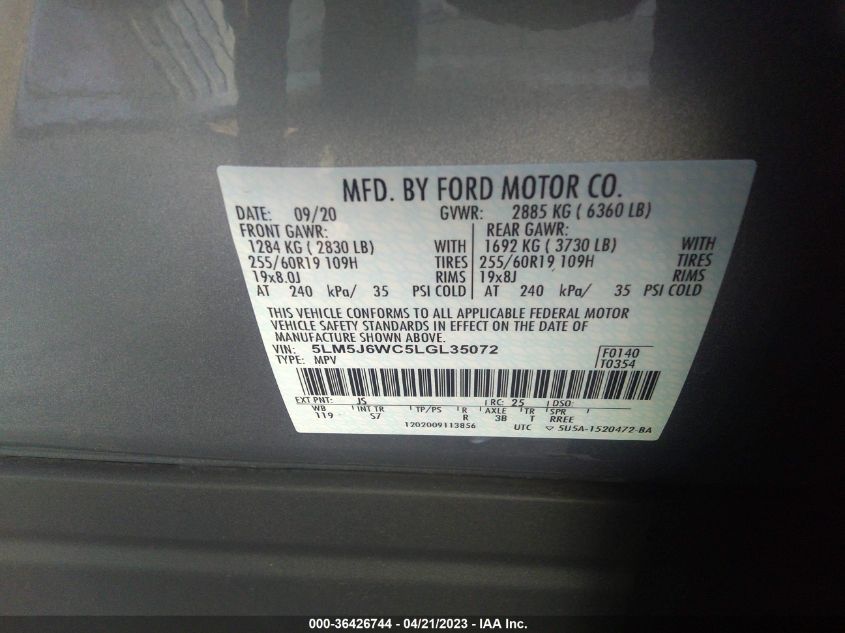 MFD. BY FORD MOTOR CO.
DATE: 09/20 GVWR: 2885 KG ( 6360 LB)
FRONT GAWR: REAR GAWR:
1284 KG ( 2830 LB) WITH 1692 KG ( 3730 LB) WITH
255/60R19 109H TIRES 255/60R19 109H TIRES
19x8.0J RIMS 19x8J RIMS
AT 240 kPa/ 35 PSI COLD AT 240 kPa/ 35 PSI COLD
THIS VEHICLE CONFORMS TO ALL APPLICABLE FEDERAL MOTOR
VEHICLE SAFETY STANDARDS IN EFFECT ON THE DATE OF
MANUFACTURE SHOWN ABOVE.
VIN: 5LM5J6WC5LGL35072 F0140
TYPE: MPV T0354
EXT PNT: JS RC: 25 DSO:
WB INT TR TP/PS R AXLE TR SPR
119 S7 R 3B T RREE
1202009113856 UTC 5U5A-1520472-BA
000-36426744 - 04/21/2023 - IAA Inc.